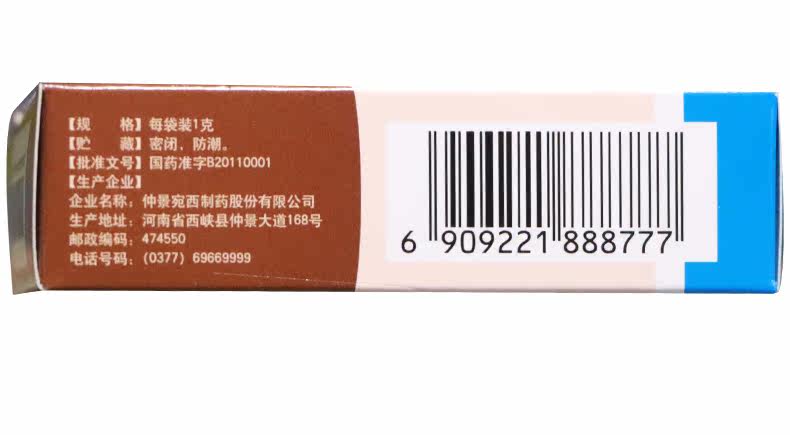 【规　　格】每袋装1克
【贮　　藏】密闭，防潮。
【批准文号】国药准字B20110001
【生产企业】
企业名称：仲景宛西制药股份有限公司
生产地址：河南省西峡县仲景大道168号
邮政编码：474550
电话号码：(0377) 69669999
6 909221 888777